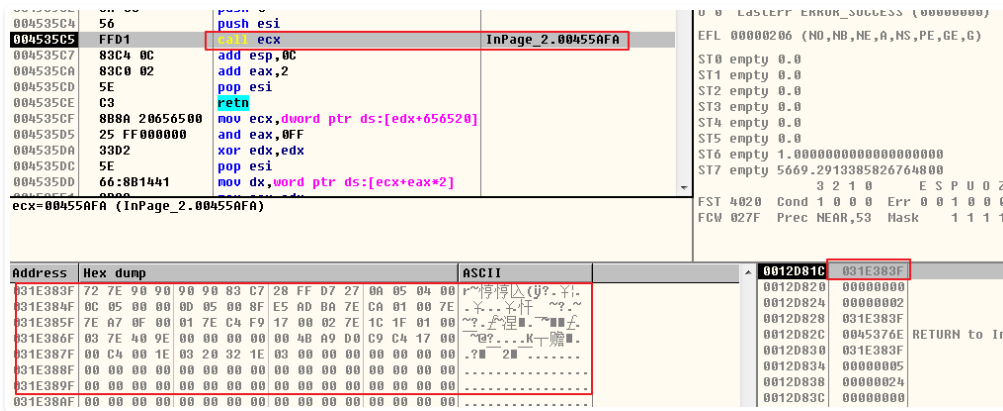 004535C4 56 push esi
004535C5 FFD1 call ecx InPage_2.00455AFA
004535C7 83C4 0C add esp,0C
004535CA 83C0 02 add eax,2
004535CD 5E pop esi
004535CE C3 retn
004535CF 8B8A 20656500 mov ecx,dword ptr ds:[edx+656520]
004535D5 25 FF000000 and eax,0FF
004535DA 33D2 xor edx,edx
004535DC 5E pop esi
004535DD 66:8B1441 mov dx,word ptr ds:[ecx+eax*2]
ecx=00455AFA (InPage_2.00455AFA)
O 0 LastErr ERROR_SUCCESS (00000000)
EFL 00000206 (NO,NB,NE,A,NS,PE,GE,G)
ST0 empty 0.0
ST1 empty 0.0
ST2 empty 0.0
ST3 empty 0.0
ST4 empty 0.0
ST5 empty 0.0
ST6 empty 1.0000000000000000000
ST7 empty 5669.2913385826764800
3 2 1 0 E S P U O Z
FST 4020 Cond 1 0 0 0 Err 0 0 1 0 0 0
FCW 027F Prec NEAR,53 Mask 1 1 1 1
Address Hex dump ASCII
031E383F 72 7E 90 90 90 90 83 C7 28 FF D7 27 0A 05 04 00
031E384F 0C 05 00 00 0D 05 00 8F E5 AD BA 7E CA 01 00 7E
031E385F 7E A7 0F 00 01 7E C4 F9 17 00 02 7E 1C 1F 01 00
031E386F 03 7E 40 9E 00 00 00 00 00 4B A9 D0 C9 C4 17 00
031E387F 00 C4 00 1E 03 20 32 1E 03 00 00 00 00 00 00 00
031E388F 00 00 00 00 00 00 00 00 00 00 00 00 00 00 00 00 ................
031E389F 00 00 00 00 00 00 00 00 00 00 00 00 00 00 00 00 ................
031E38AF 00 00 00 00 00 00 00 00 00 00 00 00 00 00 00 00 ................
0012D81C 031E383F
0012D820 00000000
0012D824 00000002
0012D828 031E383F
0012D82C 0045376E RETURN to In
0012D830 031E383F
0012D834 00000005
0012D838 00000024
0012D83C 00000000